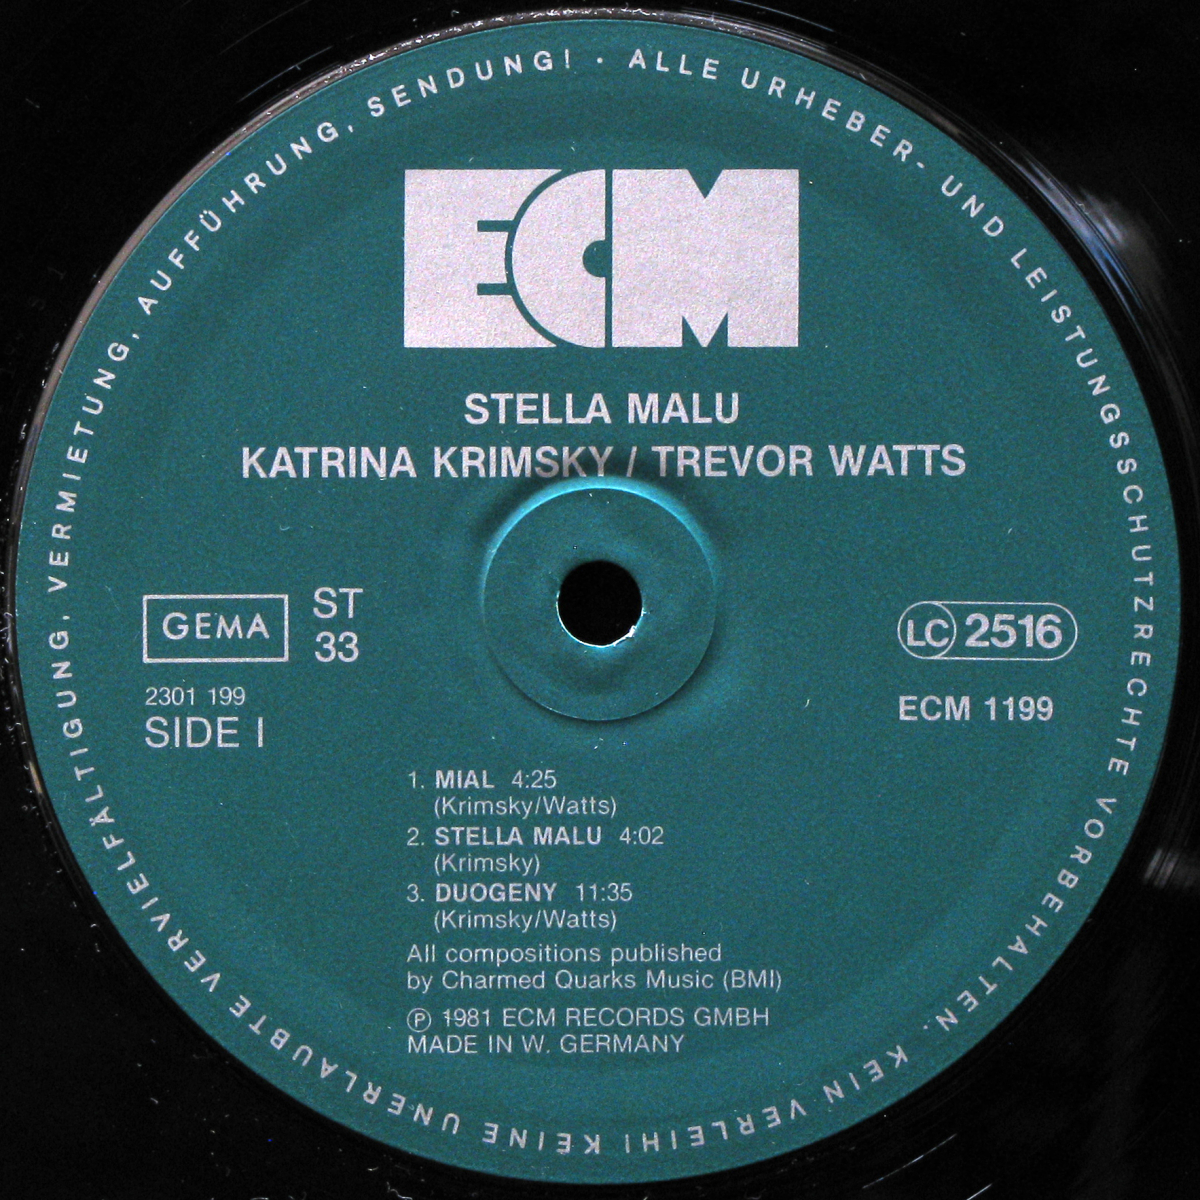 ALLE URHEBER- UND LEISTUNGSSCHUTZRECHTE VORBEHALTEN. KEIN VERLEIH! KEINE UNERLAUBTE VERVIELFÄLTIGUNG, VERMIETUNG, AUFFÜHRUNG, SENDUNG! ·
ECM
STELLA MALU
KATRINA KRIMSKY / TREVOR WATTS
GEMA
ST
33
2301 199
SIDE I
LC 2516
ECM 1199
1. MIAL 4:25
(Krimsky/Watts)
2. STELLA MALU 4:02
(Krimsky)
3. DUOGENY 11:35
(Krimsky/Watts)
All compositions published
by Charmed Quarks Music (BMI)
℗ 1981 ECM RECORDS GMBH
MADE IN W. GERMANY